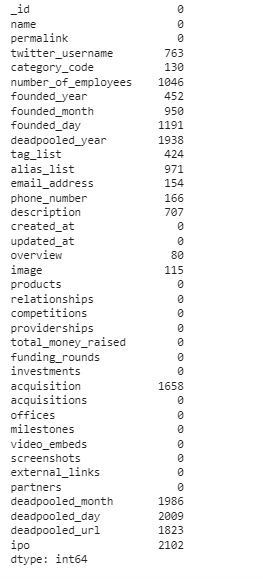 _id 0
name 0
permalink 0
twitter_username 763
category_code 130
number_of_employees 1046
founded_year 452
founded_month 950
founded_day 1191
deadpooled_year 1938
tag_list 424
alias_list 971
email_address 154
phone_number 166
description 707
created_at 0
updated_at 0
overview 80
image 115
products 0
relationships 0
competitions 0
providerships 0
total_money_raised 0
funding_rounds 0
investments 0
acquisition 1658
acquisitions 0
offices 0
milestones 0
video_embeds 0
screenshots 0
external_links 0
partners 0
deadpooled_month 1986
deadpooled_day 2009
deadpooled_url 1823
ipo 2102
dtype: int64